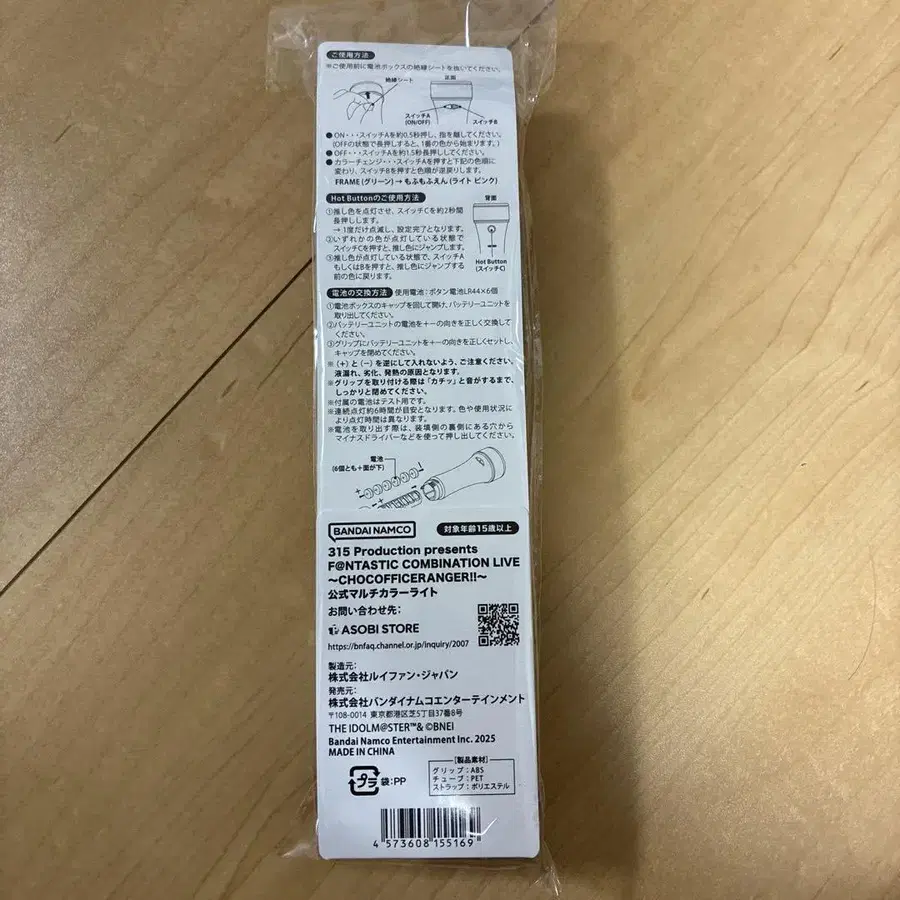 ご使用方法
※ご使用前に電池ボックスの絶縁シートを抜いてください。
絶縁シート
正面
スイッチA
(ON/OFF)
スイッチB
●ON・・・スイッチAを約0.5秒押し、指を離してください。
(OFFの状態で長押しすると、1番の色から始まります。)
●OFF・・・スイッチAを約1.5秒長押ししてください。
●カラーチェンジ・・・スイッチAを押すと下記の色順に
変わり、スイッチBを押すと色順が逆戻りします。
FRAME (グリーン) → もふもふえん (ライト ピンク)
Hot Buttonのご使用方法
背面
①推し色を点灯させ、スイッチCを約2秒間
長押しします。
→ 1度だけ点滅し、設定完了となります。
②いずれかの色が点灯している状態で
スイッチCを押すと、推し色にジャンプします。
③推し色が点灯している状態で、スイッチA
もしくはBを押すと、推し色にジャンプする
前の色に戻ります。
Hot Button
(スイッチC)
電池の交換方法 使用電池：ボタン電池LR44×6個
①電池ボックスのキャップを回して開け、バッテリーユニットを
取り出してください。
②バッテリーユニットの電池を+−の向きを正しく交換して
ください。
③グリップにバッテリーユニットを+−の向きを正しくセットし、
キャップを閉めてください。
※(+)と(−)を逆にして入れないよう、ご注意ください。
液漏れ、劣化、発熱の原因となります。
※グリップを取り付ける際は「カチッ」と音がするまで、
しっかりと閉めてください。
※付属の電池はテスト用です。
※連続点灯約6時間が目安となります。色や使用状況に
より点灯時間は異なります。
※電池を取り出す際は、装填側の裏側にある穴から
マイナスドライバーなどを使って押し出してください。
電池
(6個とも+面が下)
BANDAI NAMCO
対象年齢15歳以上
315 Production presents
F@NTASTIC COMBINATION LIVE
～CHOCOFFICERANGER!!～
公式マルチカラーライト
お問い合わせ先：
ASOBI STORE
https://bnfaq.channel.or.jp/inquiry/2007
製造元：
株式会社ルイファン・ジャパン
発売元：
株式会社バンダイナムコエンターテインメント
〒108-0014 東京都港区芝5丁目37番8号
THE IDOLM@STER™& ©BNEI
Bandai Namco Entertainment Inc. 2025
MADE IN CHINA
プラ 袋：PP
【製品素材】
グリップ：ABS
チューブ：PET
ストラップ：ポリエステル
4 573608 155169